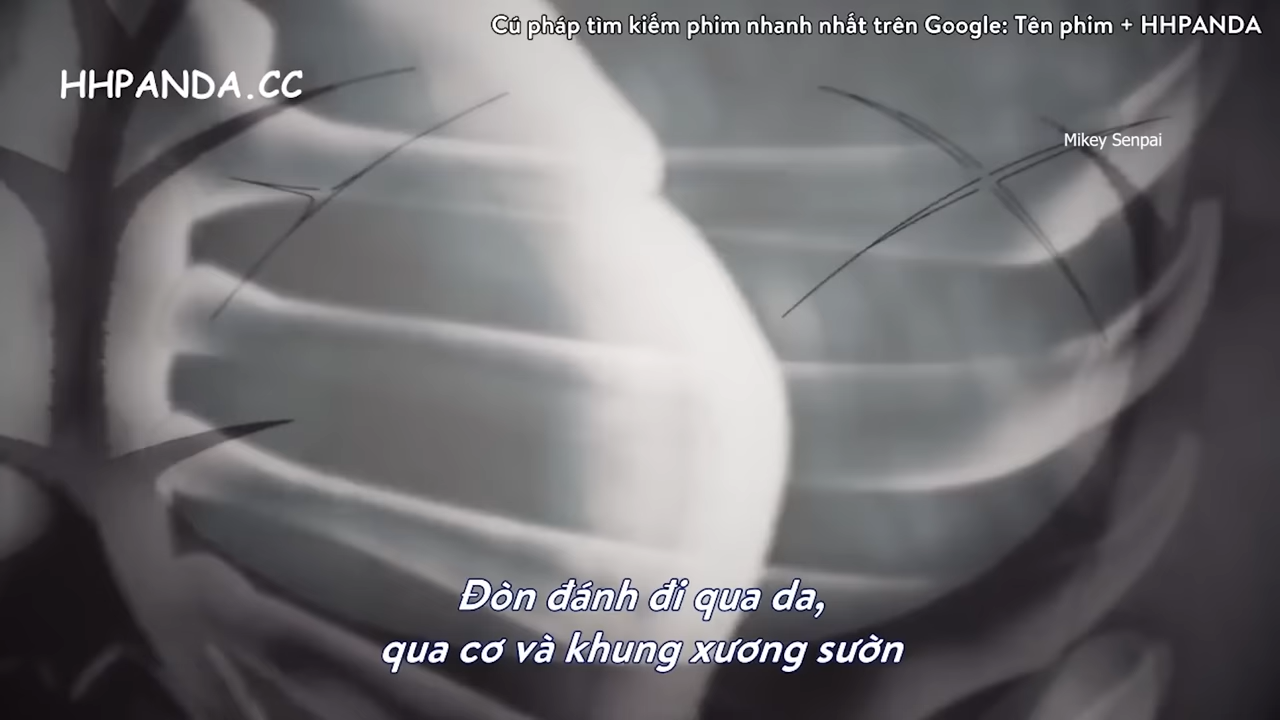 Cú pháp tìm kiếm phim nhanh nhất trên Google: Tên phim + HHPANDA
HHPANDA.CC
Mikey Senpai
Đòn đánh đi qua da,
qua cơ và khung xương sườn